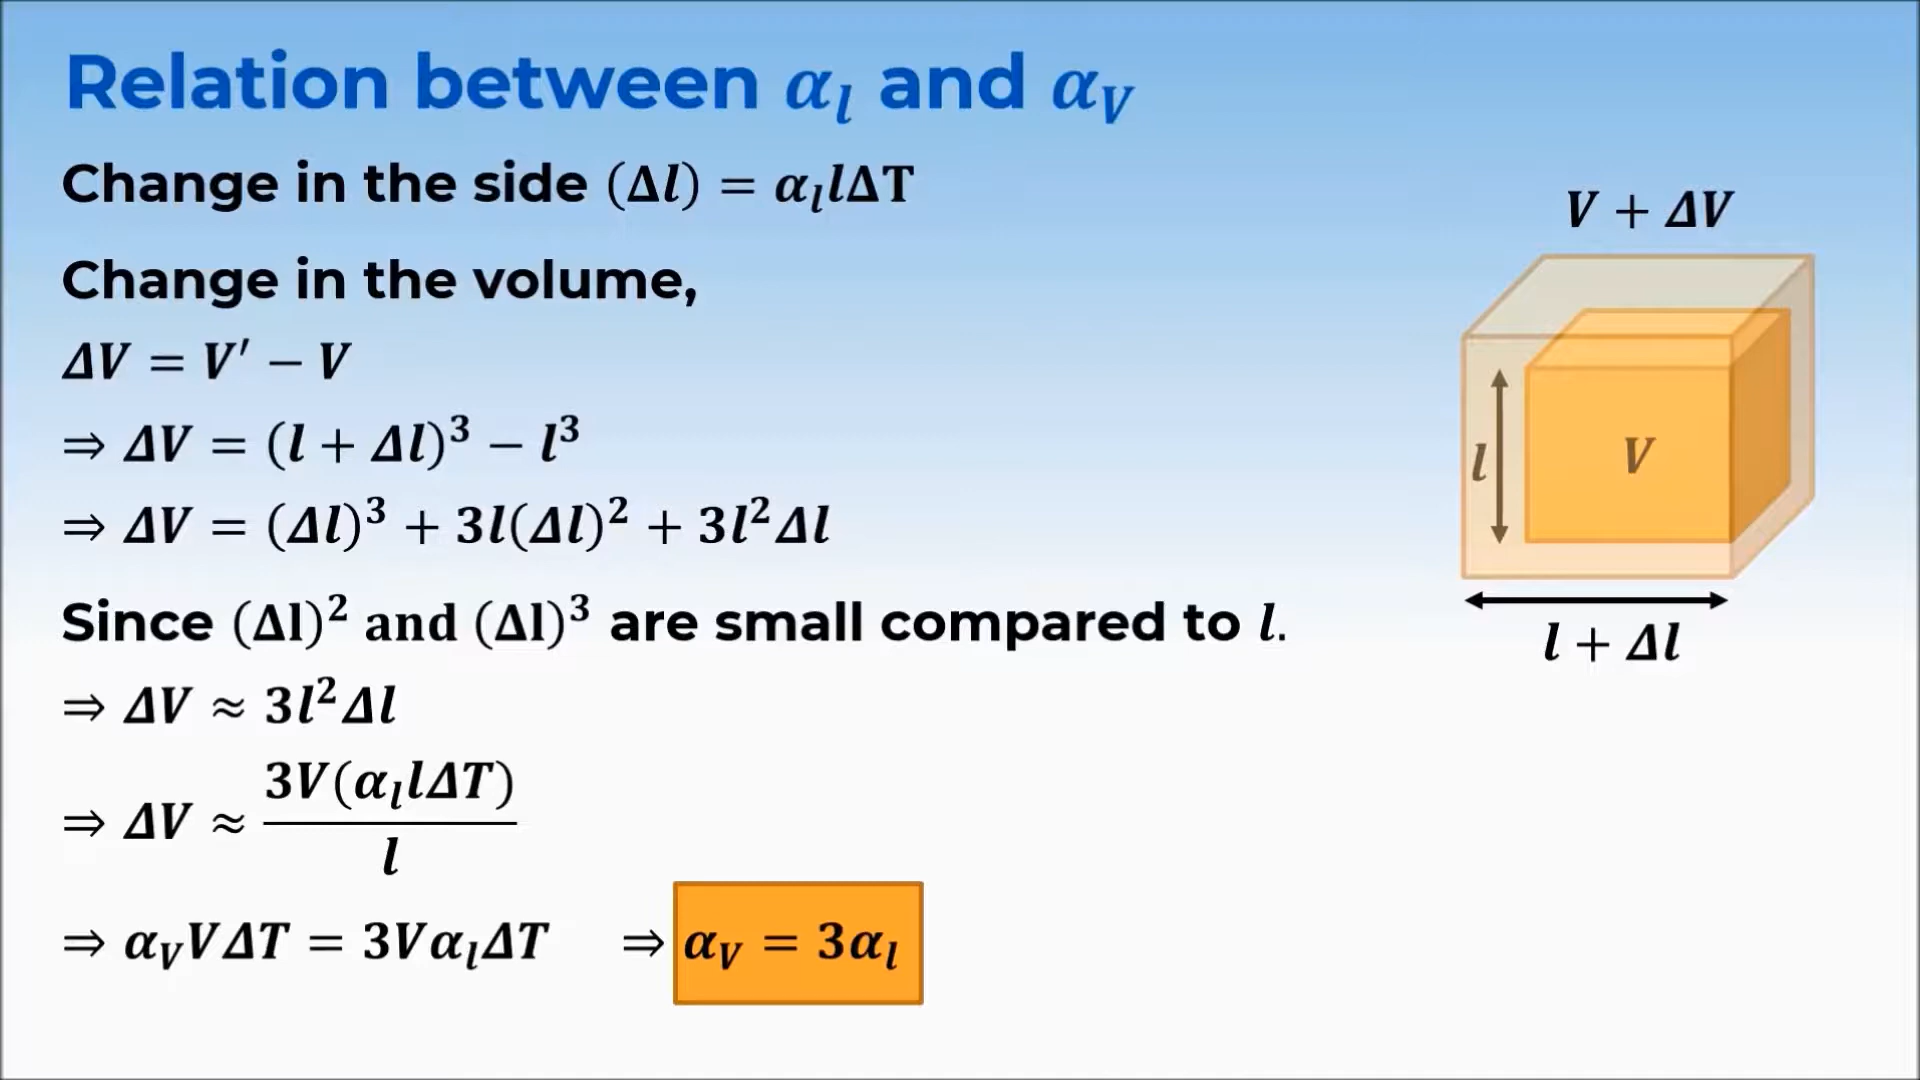 Relation between αₗ and αᵥ
Change in the side (Δl) = αₗlΔT
Change in the volume,
ΔV = V′ − V
⇒ ΔV = (l + Δl)³ − l³
⇒ ΔV = (Δl)³ + 3l(Δl)² + 3l²Δl
Since (Δl)² and (Δl)³ are small compared to l.
⇒ ΔV ≈ 3l²Δl
⇒ ΔV ≈ 3V(αₗlΔT) / l
⇒ αᵥVΔT = 3VαₗΔT ⇒ αᵥ = 3αₗ
V + ΔV
l
V
l + Δl